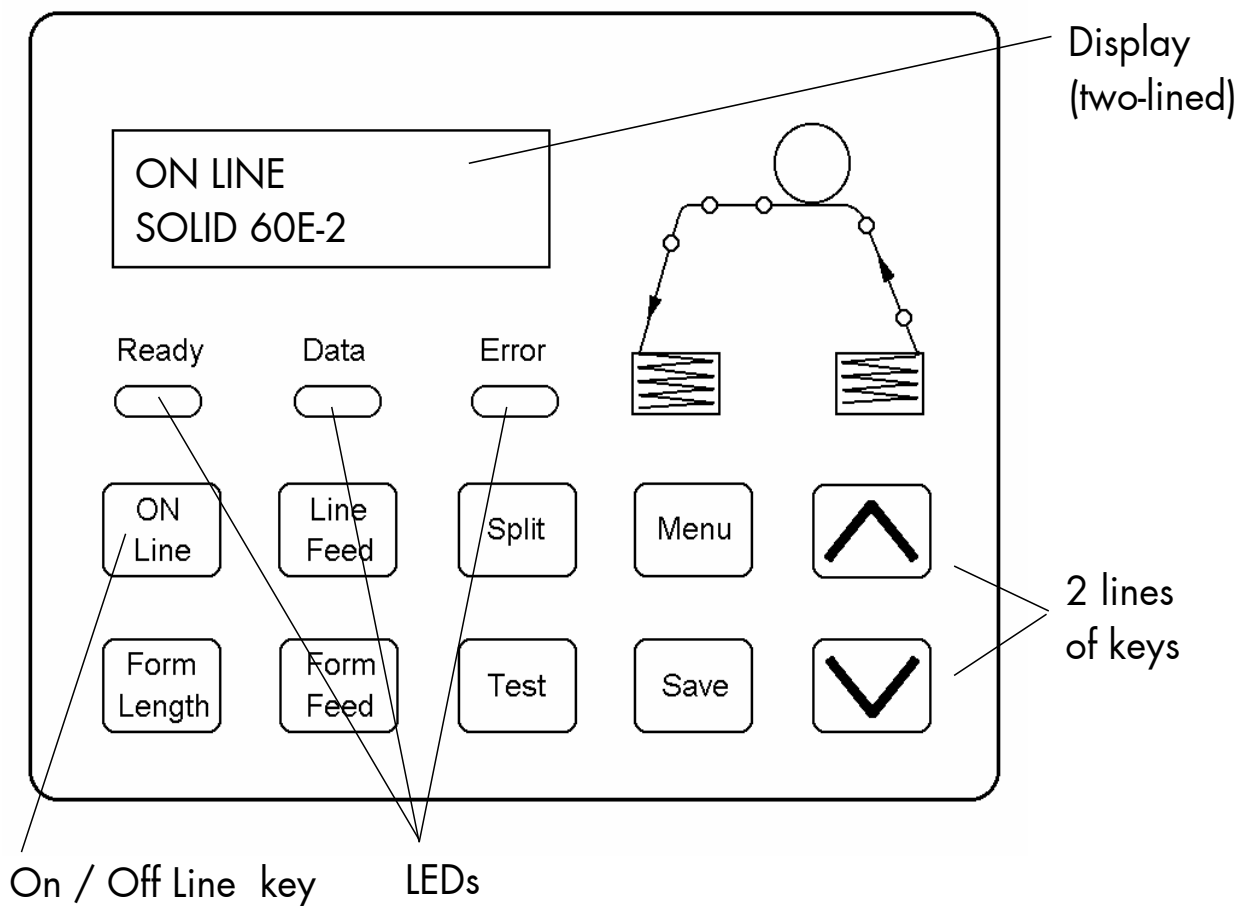 Display
(two-lined)
ON LINE
SOLID 60E-2
Ready
Data
Error
ON
Line
Line
Feed
Split
Menu
2 lines
of keys
Form
Length
Form
Feed
Test
Save
On / Off Line key
LEDs